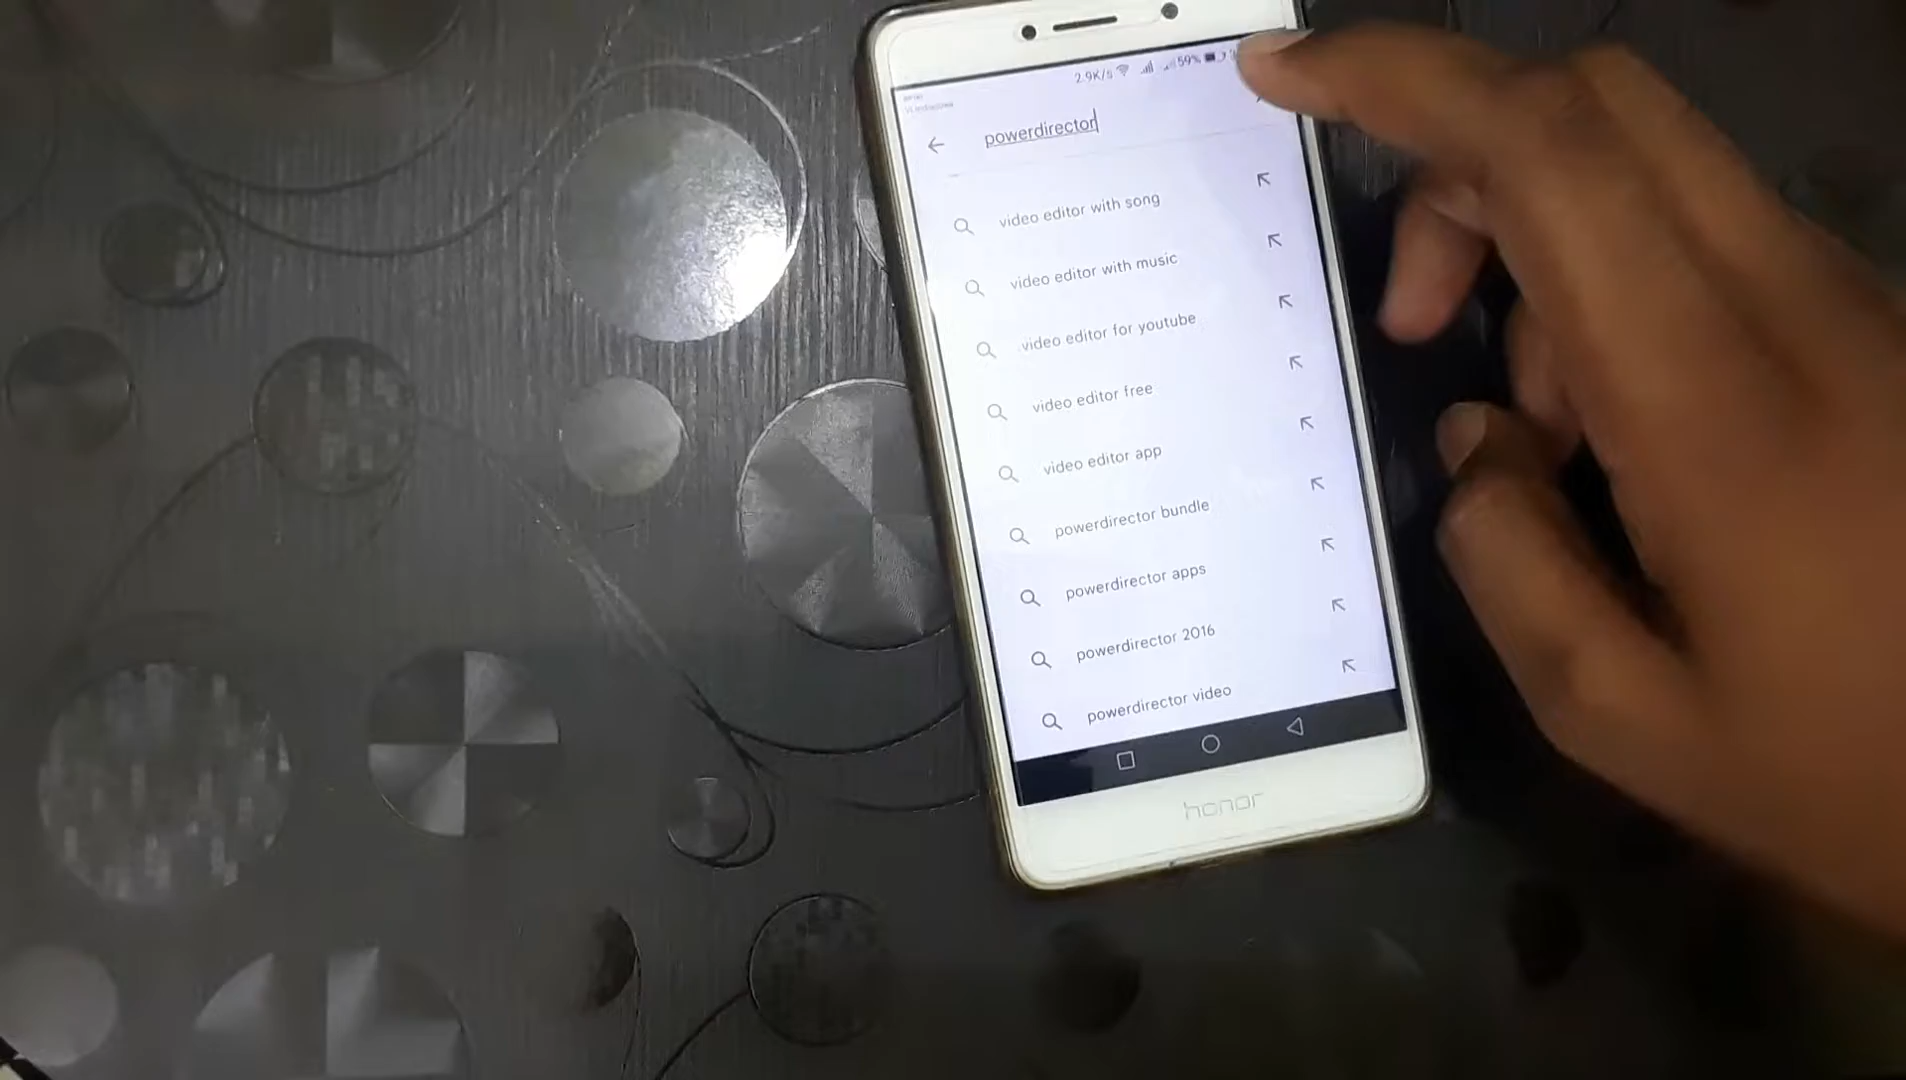 2.9K/s 59%
powerdirector
video editor with song
video editor with music
video editor for youtube
video editor free
video editor app
powerdirector bundle
powerdirector apps
powerdirector 2016
powerdirector video
honor